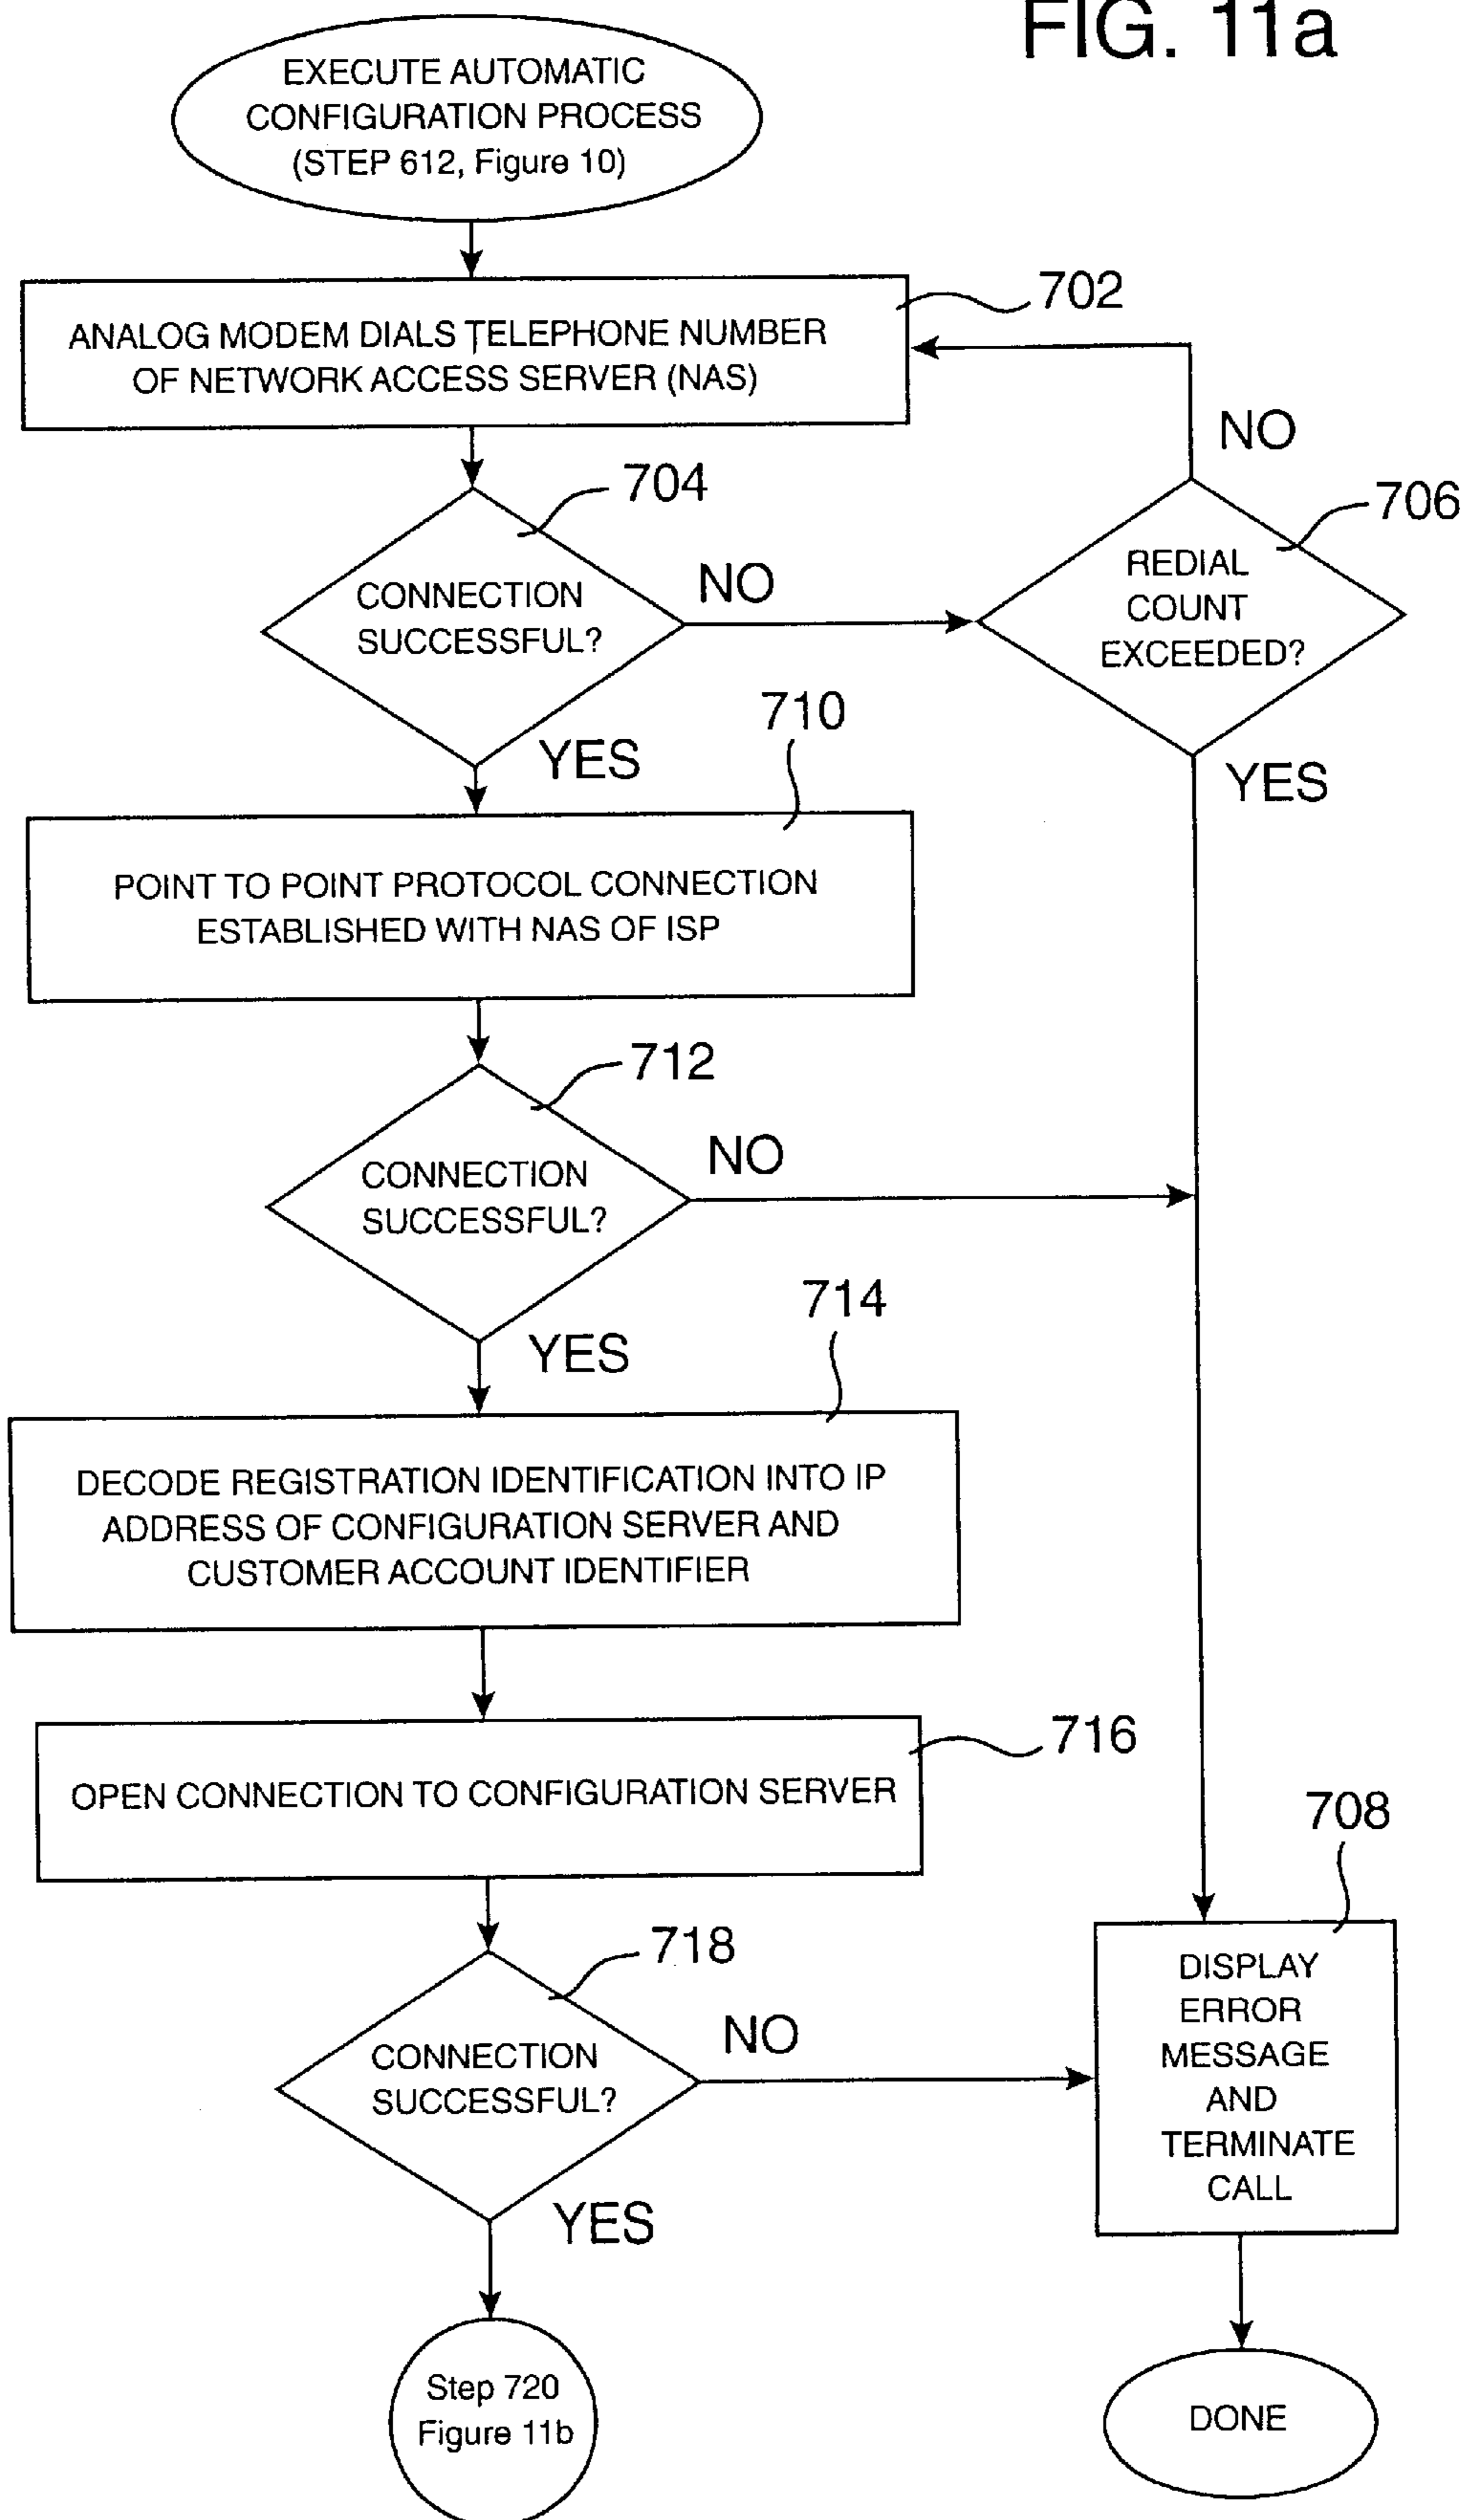 FIG. 11a
EXECUTE AUTOMATIC
CONFIGURATION PROCESS
(STEP 612, Figure 10)
702
ANALOG MODEM DIALS TELEPHONE NUMBER
OF NETWORK ACCESS SERVER (NAS)
NO
704
706
CONNECTION
SUCCESSFUL?
NO
REDIAL
COUNT
EXCEEDED?
710
YES
YES
POINT TO POINT PROTOCOL CONNECTION
ESTABLISHED WITH NAS OF ISP
712
CONNECTION
SUCCESSFUL?
NO
714
YES
DECODE REGISTRATION IDENTIFICATION INTO IP
ADDRESS OF CONFIGURATION SERVER AND
CUSTOMER ACCOUNT IDENTIFIER
716
OPEN CONNECTION TO CONFIGURATION SERVER
708
718
CONNECTION
SUCCESSFUL?
NO
DISPLAY
ERROR
MESSAGE
AND
TERMINATE
CALL
YES
Step 720
Figure 11b
DONE